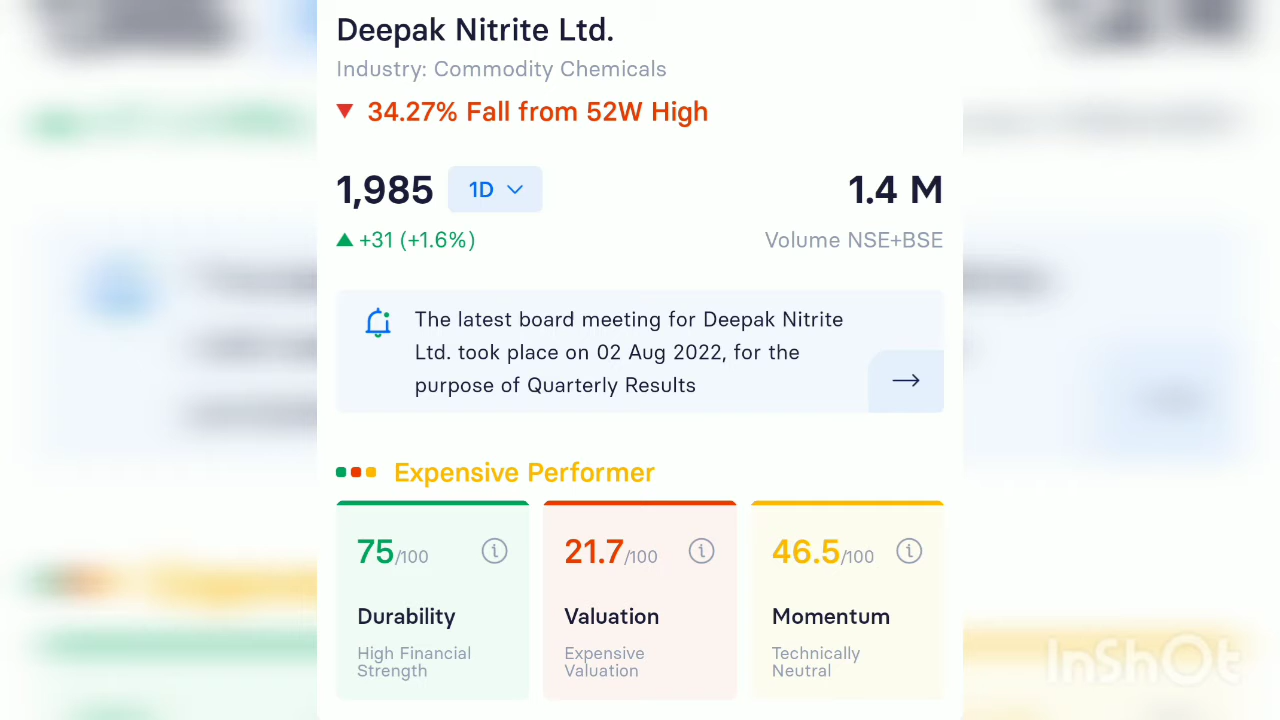 Deepak Nitrite Ltd.
Industry: Commodity Chemicals
▼ 34.27% Fall from 52W High
1,985 1D 1.4 M
▲ +31 (+1.6%) Volume NSE+BSE
The latest board meeting for Deepak Nitrite
Ltd. took place on 02 Aug 2022, for the
purpose of Quarterly Results
Expensive Performer
75/100 21.7/100 46.5/100
Durability Valuation Momentum
High Financial Expensive Technically
Strength Valuation Neutral
InShOt